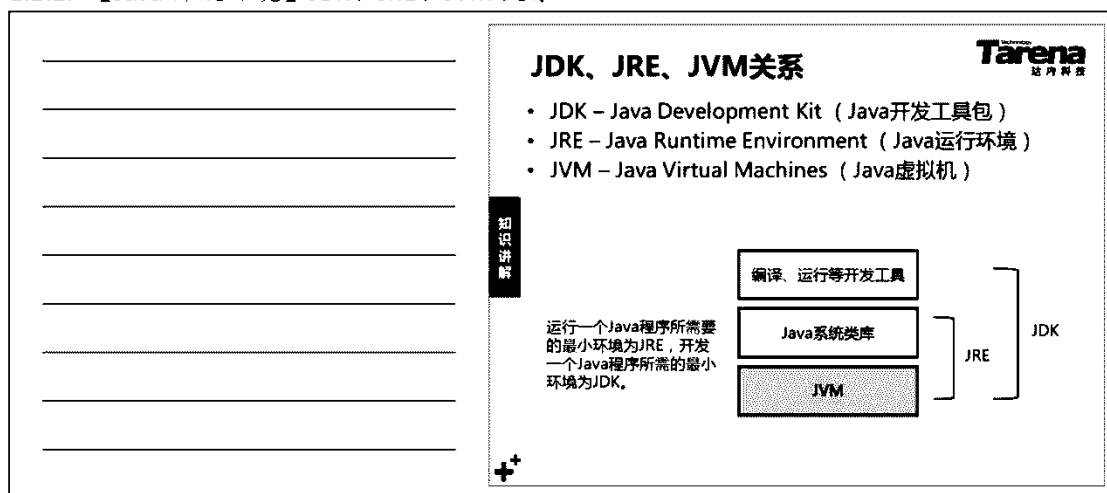 JDK、JRE、JVM关系
Technology
Tarena
达内科技
• JDK – Java Development Kit （Java开发工具包）
• JRE – Java Runtime Environment （Java运行环境）
• JVM – Java Virtual Machines （Java虚拟机）
知识讲解
编译、运行等开发工具
Java系统类库
JVM
JRE
JDK
运行一个Java程序所需要
的最小环境为JRE，开发
一个Java程序所需的最小
环境为JDK。